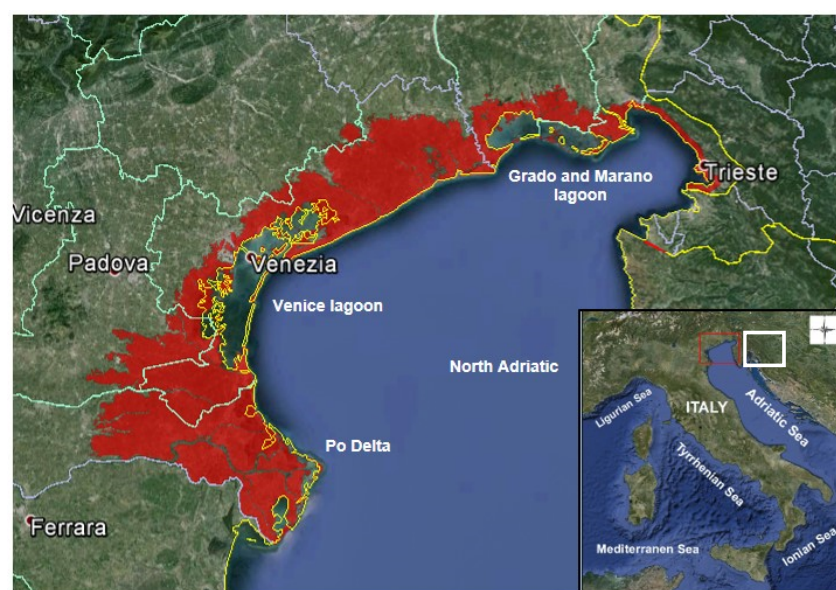 Grado and Marano
lagoon
Trieste
Vicenza
Padova
Venezia
Venice lagoon
North Adriatic
Po Delta
Ferrara
ITALY
Ligurian Sea
Adriatic Sea
Tyrrhenian Sea
Mediterranen Sea
Ionian Sea